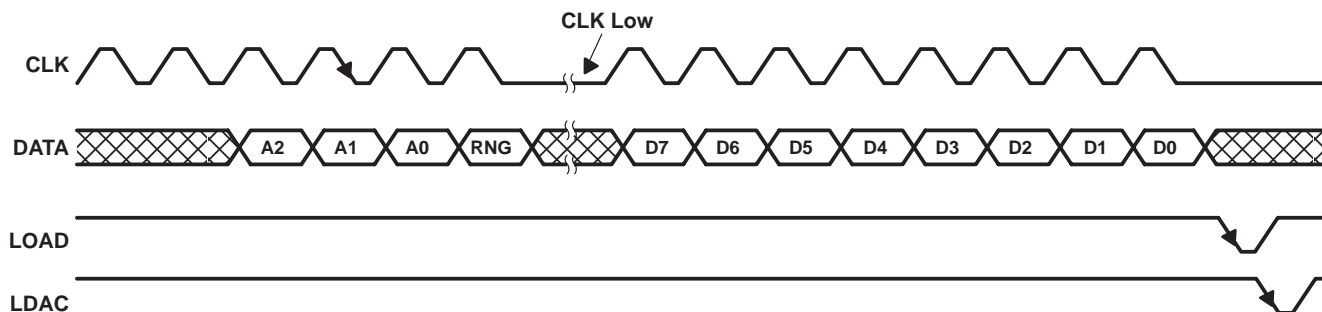 CLK Low
CLK
DATA A2 A1 A0 RNG D7 D6 D5 D4 D3 D2 D1 D0
LOAD
LDAC